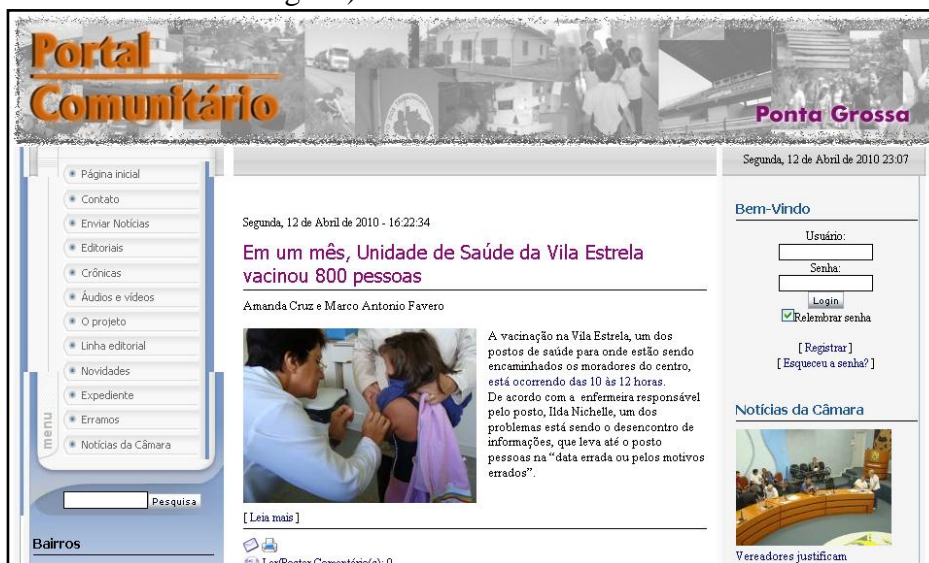 Portal
Comunitário
Ponta Grossa
Segunda, 12 de Abril de 2010 23:07
Página inicial
Contato
Enviar Notícias
Editoriais
Crônicas
Áudios e vídeos
O projeto
Linha editorial
Novidades
Expediente
Erramos
Notícias da Câmara
menu
Pesquisa
Bairros
Segunda, 12 de Abril de 2010 - 16:22:34
Em um mês, Unidade de Saúde da Vila Estrela
vacinou 800 pessoas
Amanda Cruz e Marco Antonio Favero
A vacinação na Vila Estrela, um dos
postos de saúde para onde estão sendo
encaminhados os moradores do centro,
está ocorrendo das 10 às 12 horas.
De acordo com a enfermeira responsável
pelo posto, Ilda Nichelle, um dos
problemas está sendo o desencontro de
informações, que leva até o posto
pessoas na “data errada ou pelos motivos
errados”.
[ Leia mais ]
Bem-Vindo
Usuário:
Senha:
Login
Relembrar senha
[ Registrar ]
[ Esqueceu a senha? ]
Notícias da Câmara
Vereadores justificam